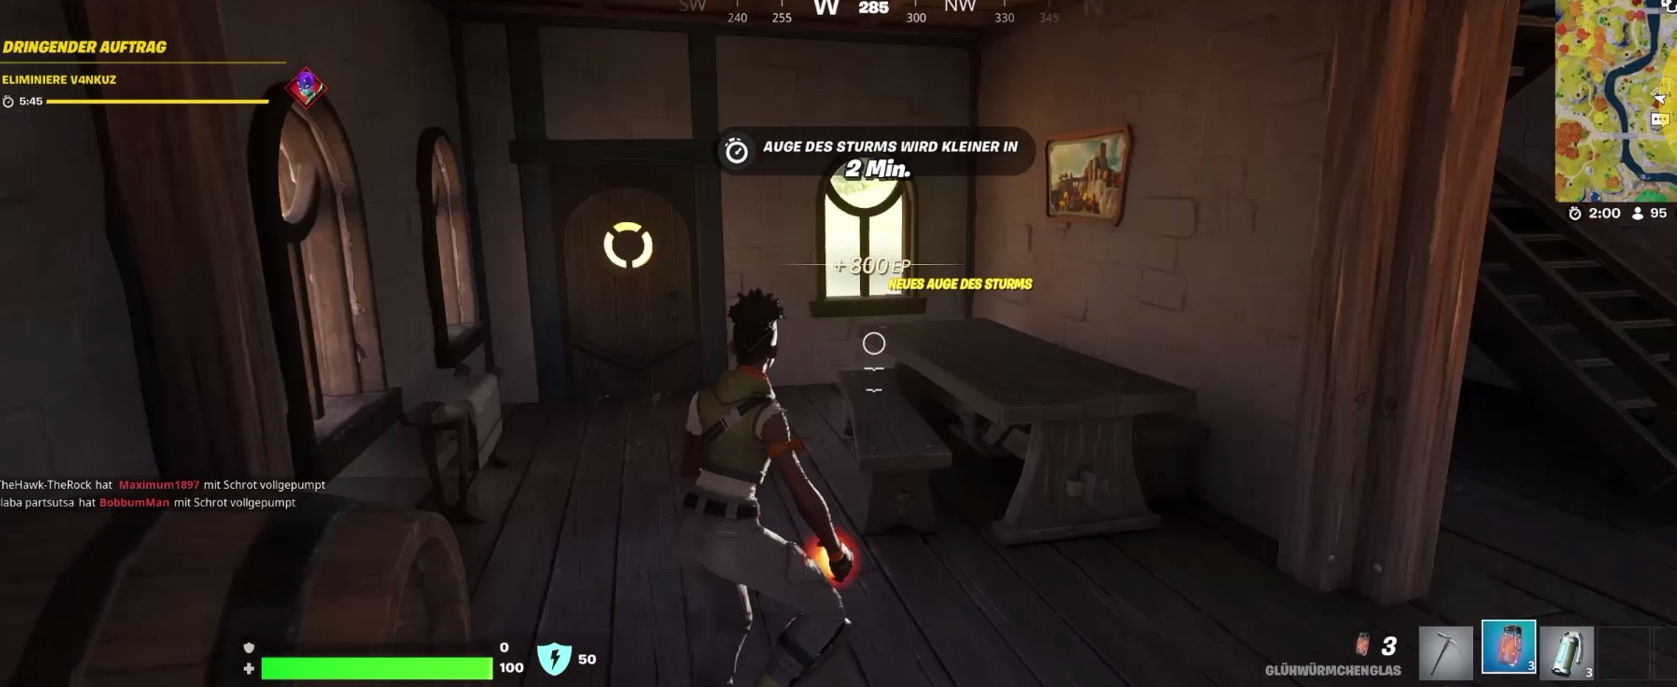 SW 240 255 W 285 300 NW 330 345 N
DRINGENDER AUFTRAG
ELIMINIERE V4NKUZ
5:45
AUGE DES STURMS WIRD KLEINER IN
2 Min.
+ 800 EP
NEUES AUGE DES STURMS
2:00 95
TheHawk-TheRock hat Maximum1897 mit Schrot vollgepumpt
laba partsutsa hat BobbumMan mit Schrot vollgepumpt
0
100
50
3
GLÜHWÜRMCHENGLAS
3
3